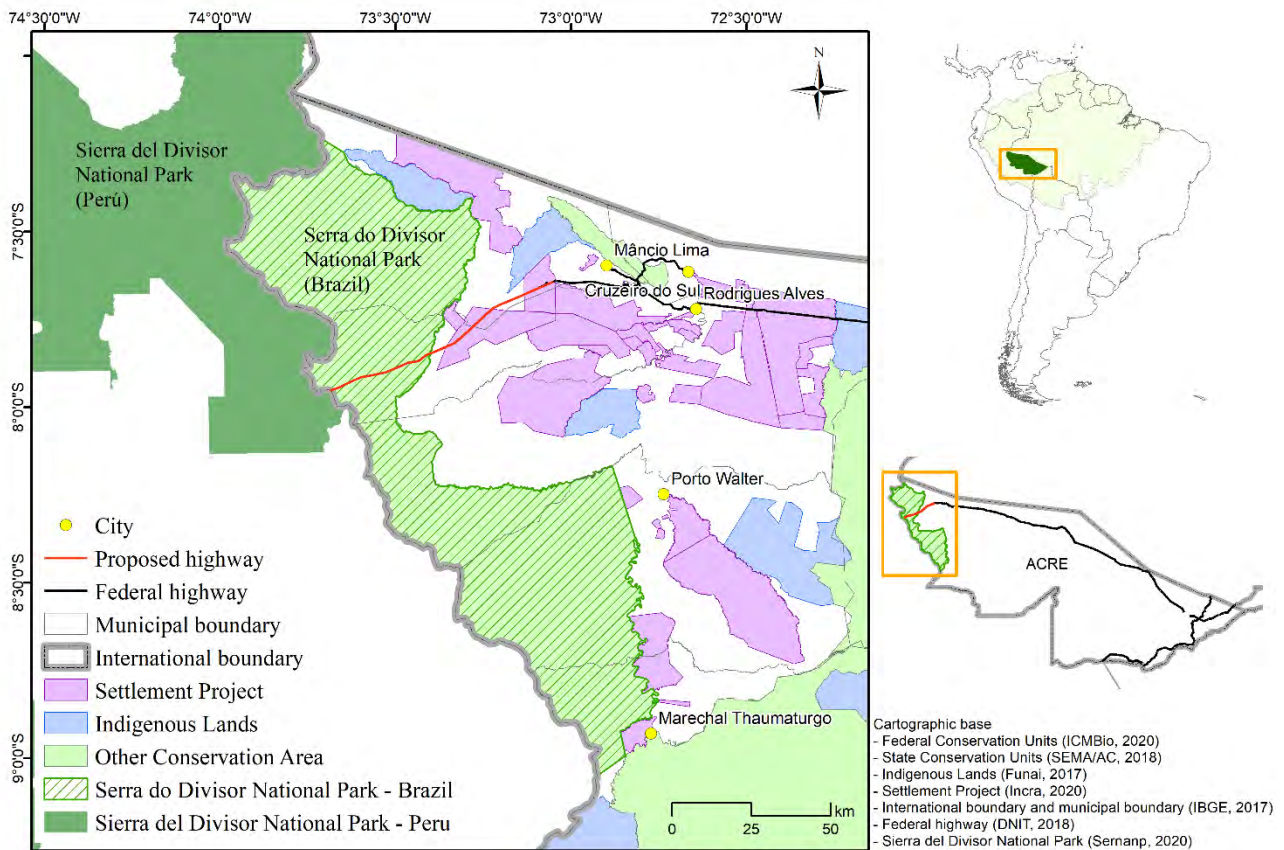 74°30'0"W
74°0'0"W
73°30'0"W
73°0'0"W
72°30'0"W
N
Sierra del Divisor
National Park
(Perú)
Serra do Divisor
National Park
(Brazil)
7°30'0"S
8°0'0"S
8°30'0"S
9°0'0"S
Mâncio Lima
Cruzeiro do Sul
Rodrigues Alves
Porto Walter
Marechal Thaumaturgo
City
Proposed highway
Federal highway
Municipal boundary
International boundary
Settlement Project
Indigenous Lands
Other Conservation Area
Serra do Divisor National Park - Brazil
Sierra del Divisor National Park - Peru
km
0 25 50
ACRE
Cartographic base
- Federal Conservation Units (ICMBio, 2020)
- State Conservation Units (SEMA/AC, 2018)
- Indigenous Lands (Funai, 2017)
- Settlement Project (Incra, 2020)
- International boundary and municipal boundary (IBGE, 2017)
- Federal highway (DNIT, 2018)
- Sierra del Divisor National Park (Sernanp, 2020)